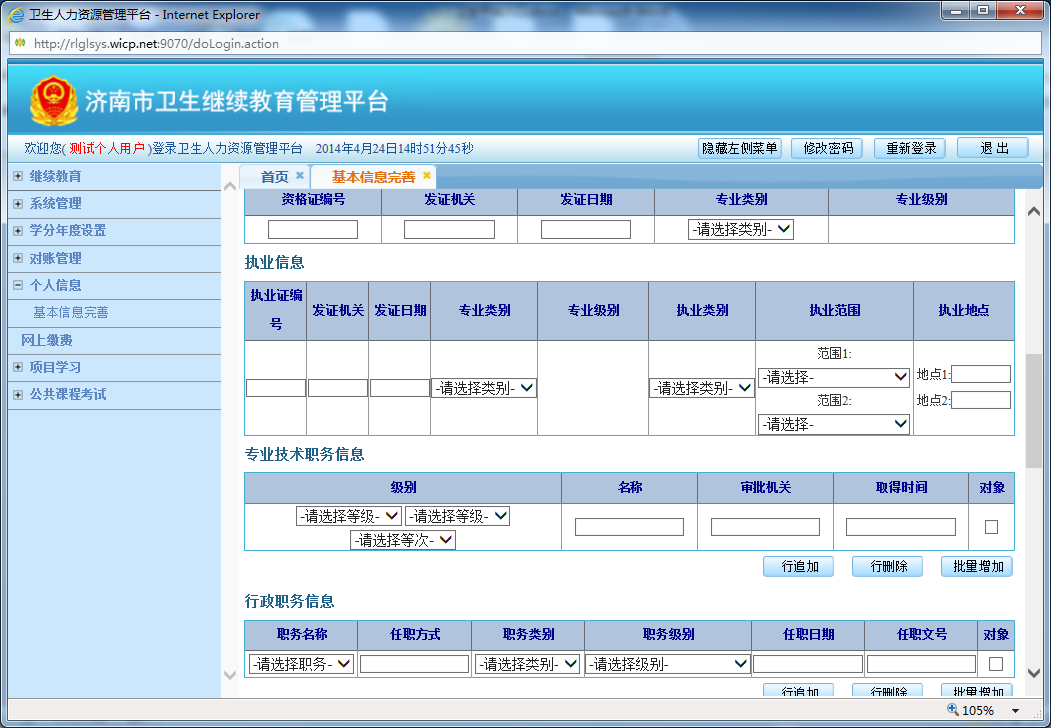 卫生人力资源管理平台 - Internet Explorer
http://rlglsys.wicp.net:9070/doLogin.action
济南市卫生继续教育管理平台
欢迎您( 测试个人用户 )登录卫生人力资源管理平台 2014年4月24日14时51分45秒 隐藏左侧菜单 修改密码 重新登录 退 出
继续教育
系统管理
学分年度设置
对账管理
个人信息
基本信息完善
网上缴费
项目学习
公共课程考试
首页 基本信息完善
资格证编号 发证机关 发证日期 专业类别 专业级别
-请选择类别-
执业信息
执业证编号 发证机关 发证日期 专业类别 专业级别 执业类别 执业范围 执业地点
-请选择类别- -请选择类别-
范围1:
-请选择-
范围2:
-请选择-
地点1:
地点2:
专业技术职务信息
级别 名称 审批机关 取得时间 对象
-请选择等级- -请选择等级-
-请选择等次-
行追加 行删除 批量增加
行政职务信息
职务名称 任职方式 职务类别 职务级别 任职日期 任职文号 对象
-请选择职务- -请选择类别- -请选择级别-
行追加 行删除 批量增加
105%